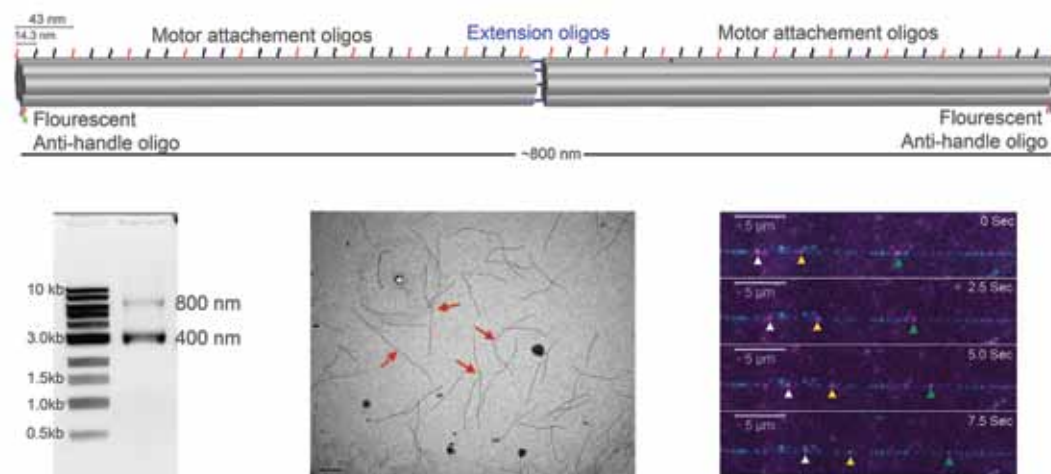 43 nm
14.3 nm
Motor attachement oligos
Extension oligos
Motor attachement oligos
Flourescent
Anti-handle oligo
Flourescent
Anti-handle oligo
~800 nm
10 kb
3.0kb
1.5kb
1.0kb
0.5kb
800 nm
400 nm
5 µm
0 Sec
5 µm
2.5 Sec
5 µm
5.0 Sec
5 µm
7.5 Sec